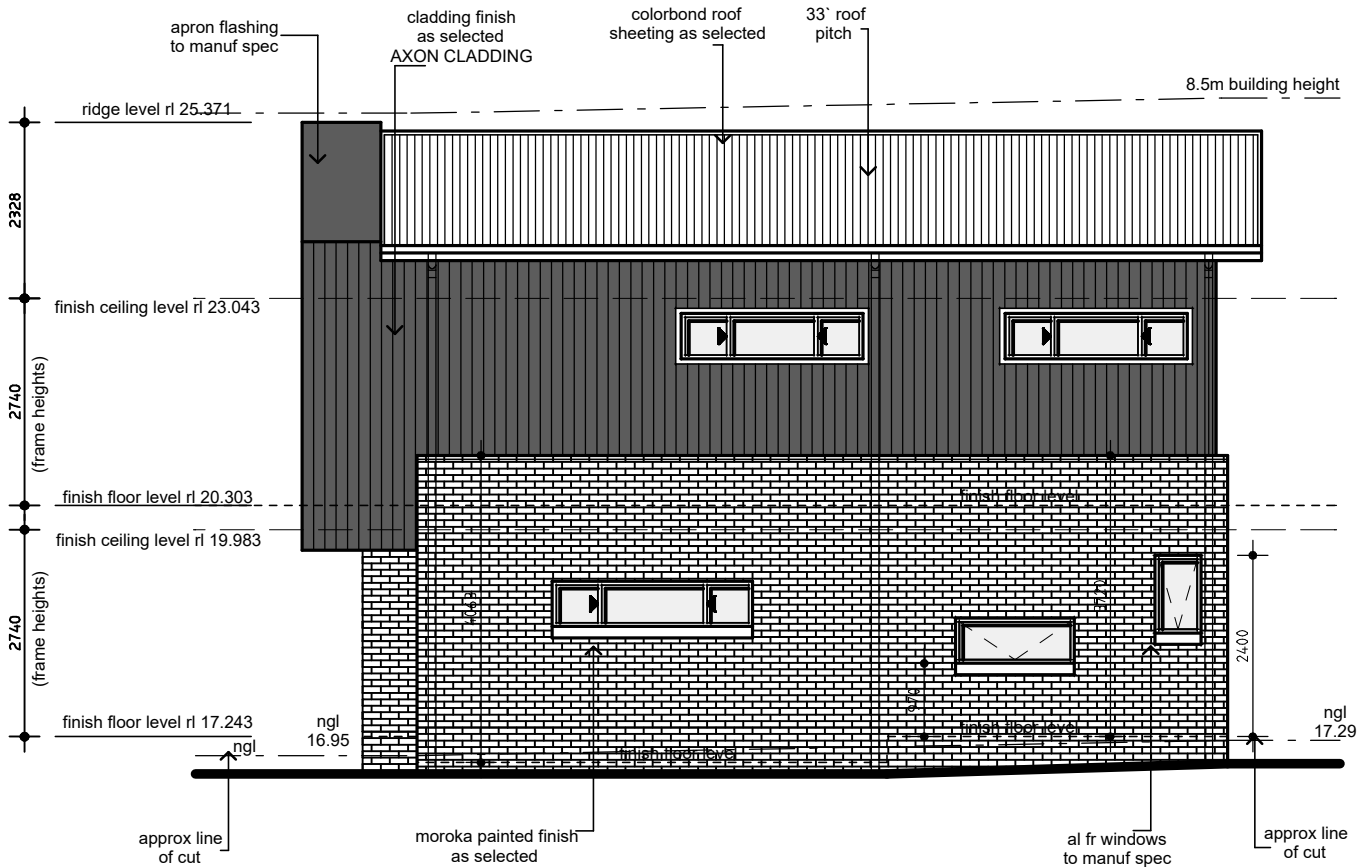 apron flashing
to manuf spec
cladding finish
as selected
AXON CLADDING
colorbond roof
sheeting as selected
33` roof
pitch
8.5m building height
ridge level rl 25.371
2328
finish ceiling level rl 23.043
2740
(frame heights)
finish floor level rl 20.303
finish floor level
finish ceiling level rl 19.983
2740
(frame heights)
4063
3720
2400
970
finish floor level rl 17.243
ngl
16.95
ngl
finish floor level
finish floor level
ngl
17.29
approx line
of cut
moroka painted finish
as selected
al fr windows
to manuf spec
approx line
of cut